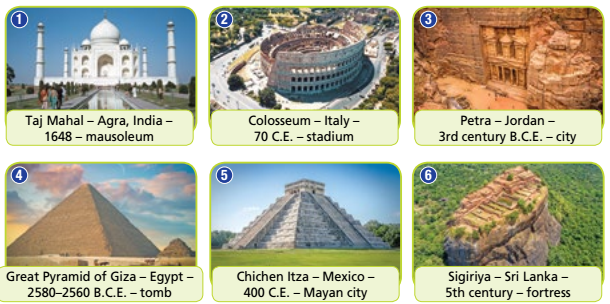 1
Taj Mahal – Agra, India –
1648 – mausoleum
2
Colosseum – Italy –
70 C.E. – stadium
3
Petra – Jordan –
3rd century B.C.E. – city
4
Great Pyramid of Giza – Egypt –
2580–2560 B.C.E. – tomb
5
Chichen Itza – Mexico –
400 C.E. – Mayan city
6
Sigiriya – Sri Lanka –
5th century – fortress